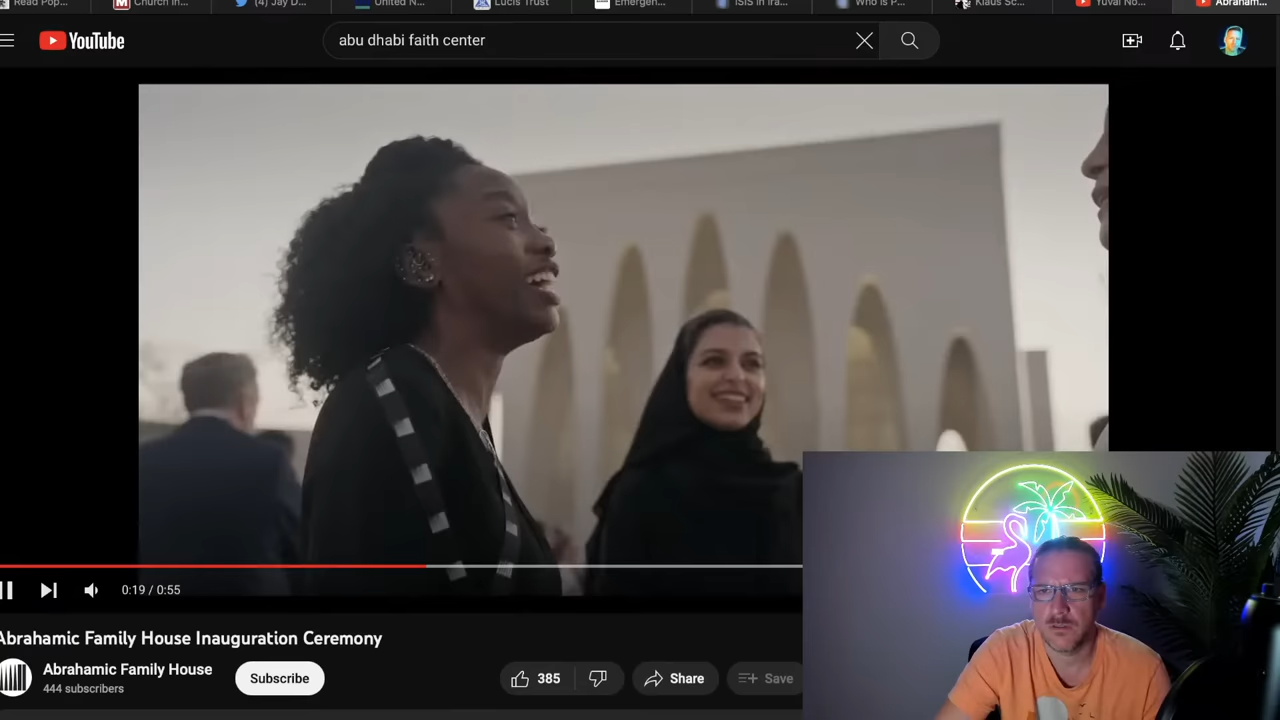 Read Pop...
Church in...
(4) Jay D...
United N...
Lucis Trust
Emergen...
ISIS in Ira...
Who is P...
Klaus Sc...
Yuval No...
Abraham...
YouTube
abu dhabi faith center
0:19 / 0:55
Abrahamic Family House Inauguration Ceremony
Abrahamic Family House
444 subscribers
Subscribe
385
Share
Save